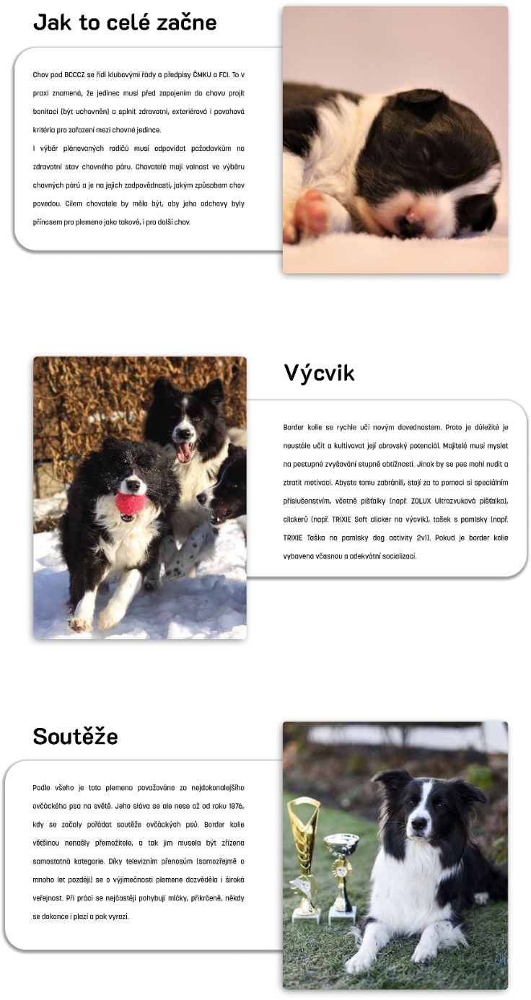 Jak to celé začne
Chov pod BCCCZ se řídí klubovými řády a předpisy ČMKU a FCI. To v
praxi znamená, že jedinec musí před zapojením do chovu projít
bonitací (být uchovněn) a splnit zdravotní, exteriérová i povahová
kritéria pro zařazení mezi chovné jedince.
I výběr plánovaných rodičů musí odpovídat požadavkům na
zdravotní stav chovného páru. Chovatelé mají volnost ve výběru
chovných párů a je na jejich zodpovědnosti, jakým způsobem chov
povedou. Cílem chovatele by mělo být, aby jeho odchovy byly
přínosem pro plemeno jako takové, i pro další chov.
Výcvik
Border kolie se rychle učí novým dovednostem. Proto je důležité je
neustále učit a kultivovat její obrovský potenciál. Majitelé musí myslet
na postupné zvyšování stupně obtížnosti. Jinak by se pes mohl nudit a
ztratit motivaci. Abyste tomu zabránili, stojí za to pomoci si speciálním
příslušenstvím, včetně píšťalky (např. ZOLUX Ultrazvuková píšťalka),
clickerů (např. TRIXIE Soft clicker na výcvik), tašek s pamlsky (např.
TRIXIE Taška na pamlsky dog activity 2v1). Pokud je border kolie
vybavena včasnou a adekvátní socializací.
Soutěže
Podle všeho je toto plemeno považováno za nejdokonalejšího
ovčáckého psa na světě. Jeho sláva se ale nese až od roku 1876,
kdy se začaly pořádat soutěže ovčáckých psů. Border kolie
většinou nenašly přemožitele, a tak jim musela být zřízena
samostatná kategorie. Díky televizním přenosům (samozřejmě o
mnoho let později) se o výjimečnosti plemene dozvěděla i široká
veřejnost. Při práci se nejčastěji pohybují mlčky, přikrčeně, někdy
se dokonce i plazí a pak vyrazí.